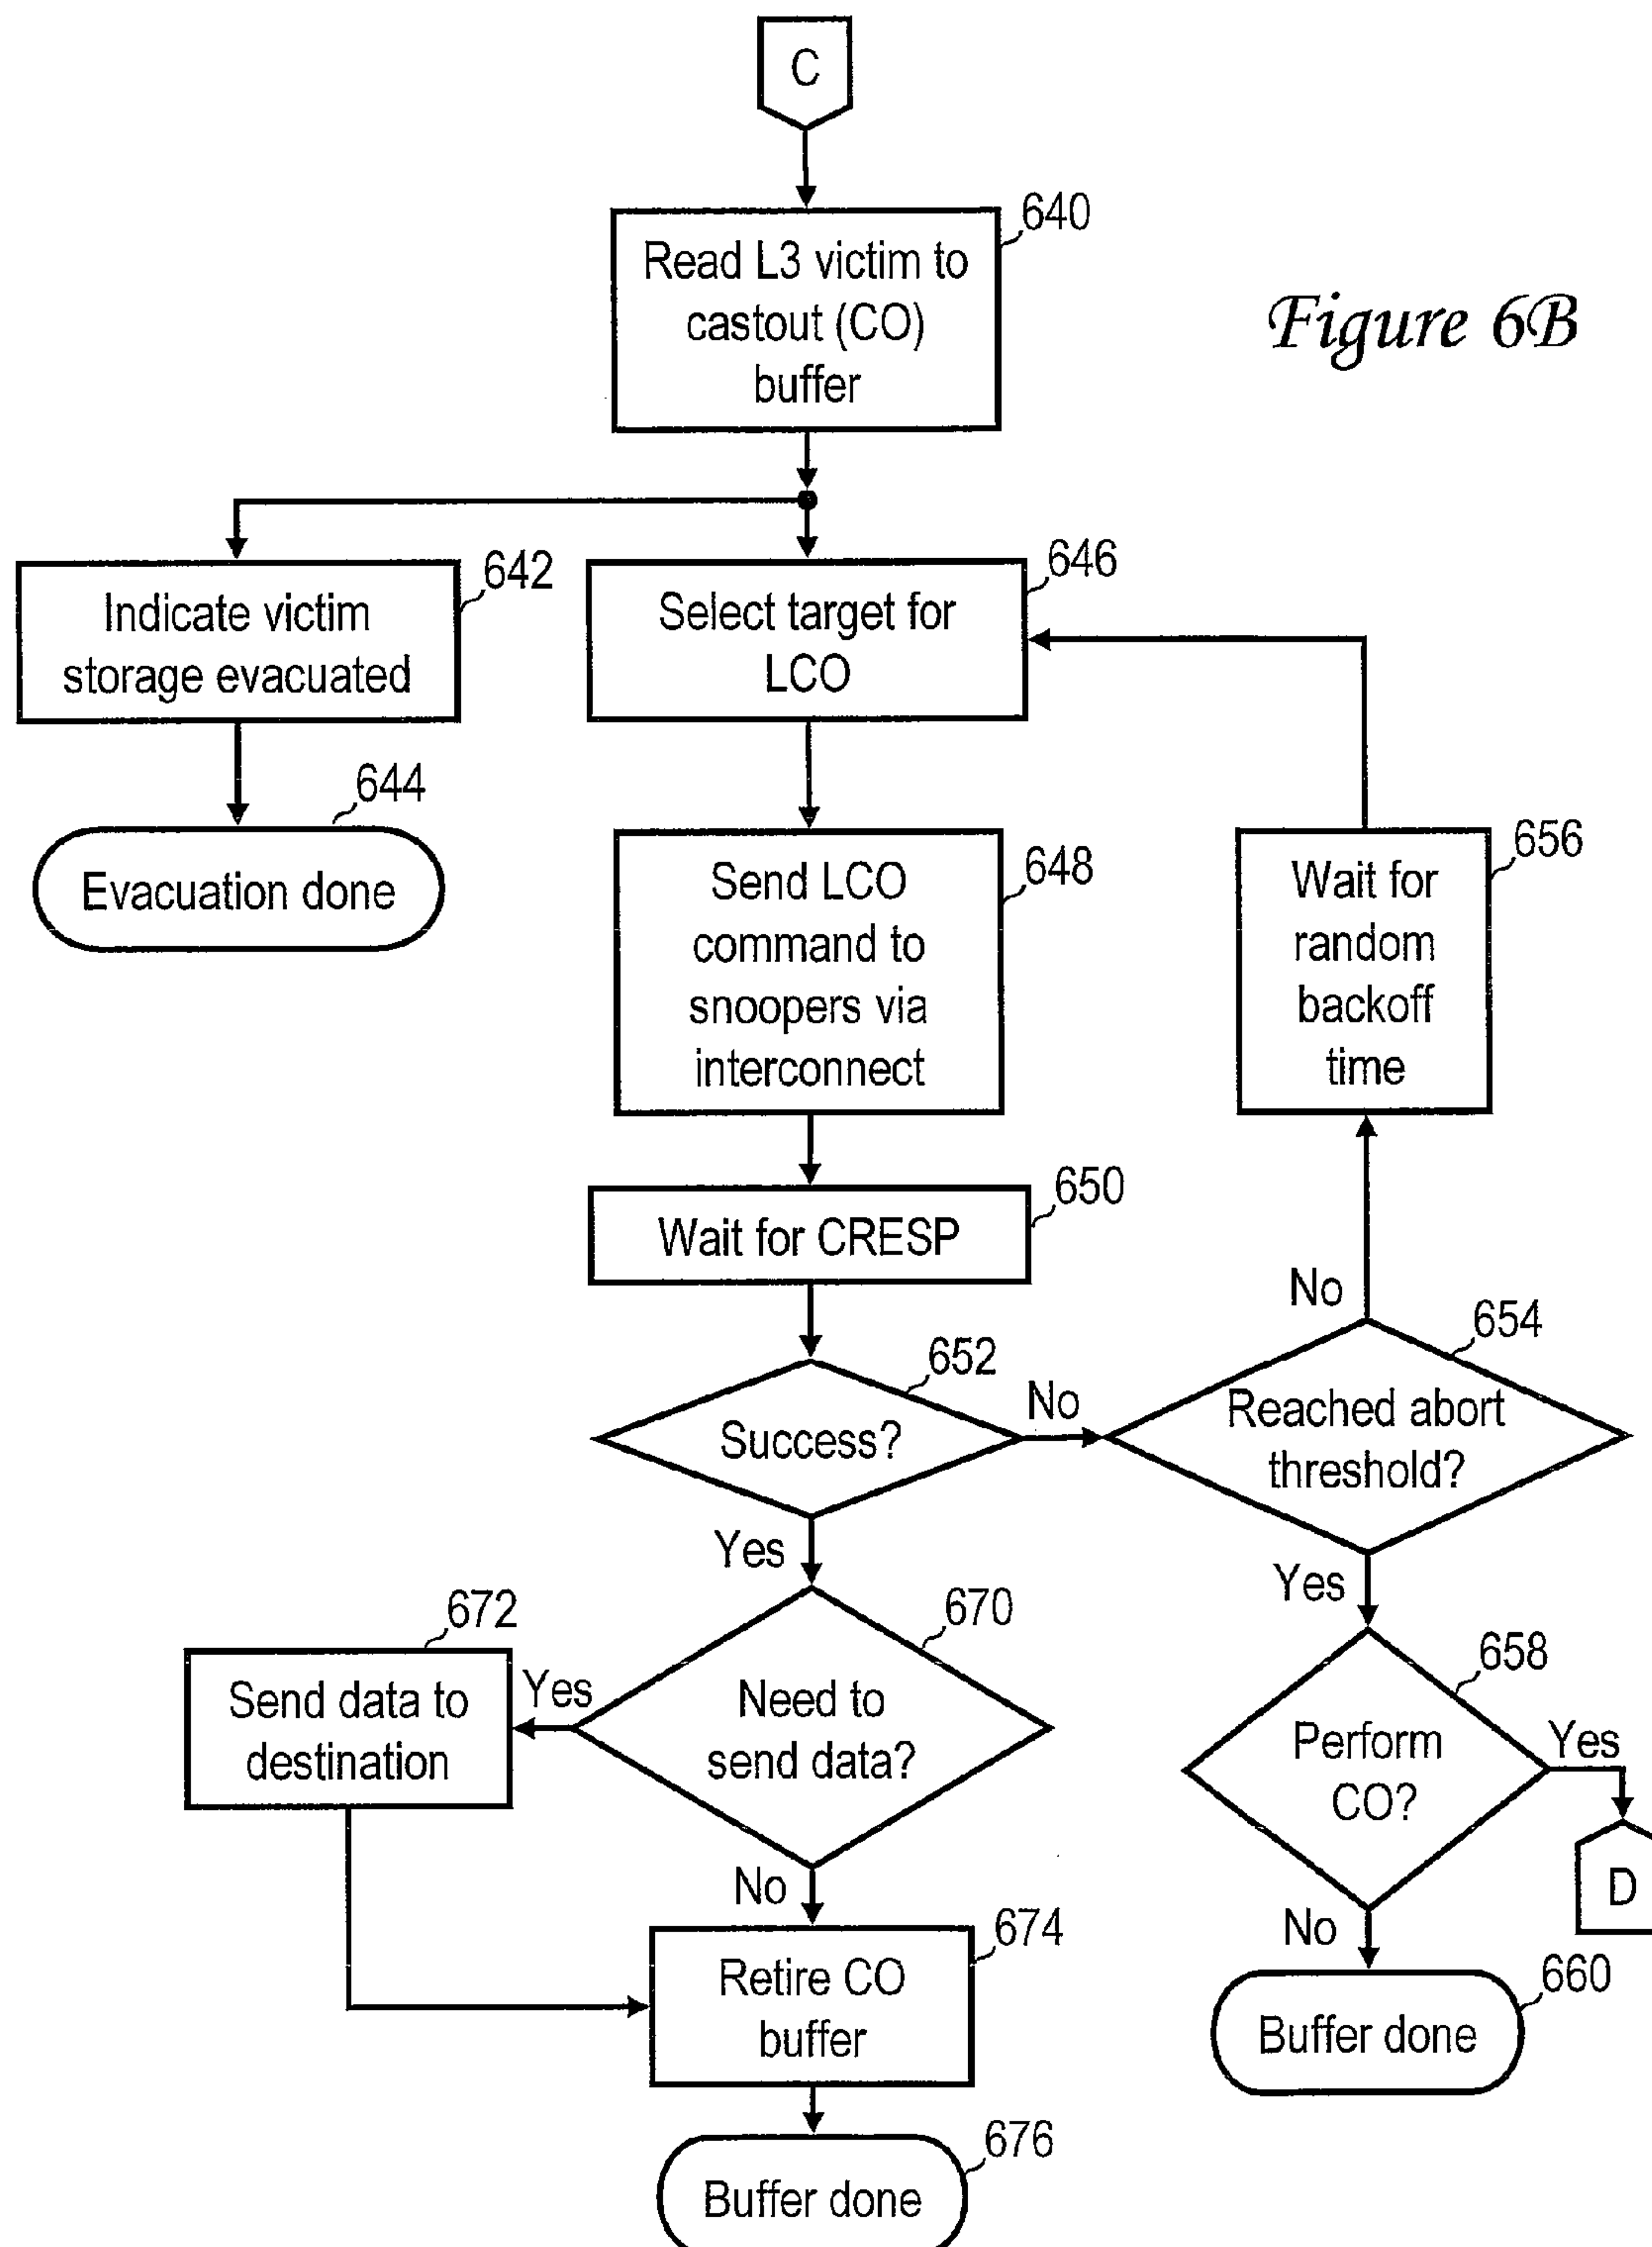 C
640
Read L3 victim to
castout (CO)
buffer
Figure 6B
642
Indicate victim
storage evacuated
644
Evacuation done
646
Select target for
LCO
648
Send LCO
command to
snoopers via
interconnect
656
Wait for
random
backoff
time
650
Wait for CRESP
652
Success?
No
Yes
654
Reached abort
threshold?
No
Yes
658
Perform
CO?
Yes
D
No
660
Buffer done
670
Need to
send data?
Yes
672
Send data to
destination
No
674
Retire CO
buffer
676
Buffer done